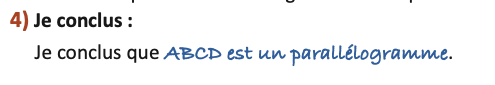 4) Je conclus :
Je conclus que ABCD est un parallélogramme.